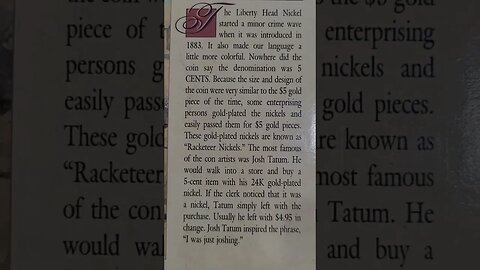 The Liberty Head Nickel
started a minor crime wave
when it was introduced in
1883. It also made our language a
little more colorful. Nowhere did the
coin say the denomination was 5
CENTS. Because the size and design
of the coin were very similar to the $5 gold
piece of the time, some enterprising
persons gold-plated the nickels and
easily passed them for $5 gold pieces.
These gold-plated nickels are known as
“Racketeer Nickels.” The most famous
of the con artists was Josh Tatum. He
would walk into a store and buy a
5-cent item with his 24K gold-plated
nickel. If the clerk noticed that it was
a nickel, Tatum simply left with the
purchase. Usually he left with $4.95 in
change. Josh Tatum inspired the phrase,
“I was just joshing.”